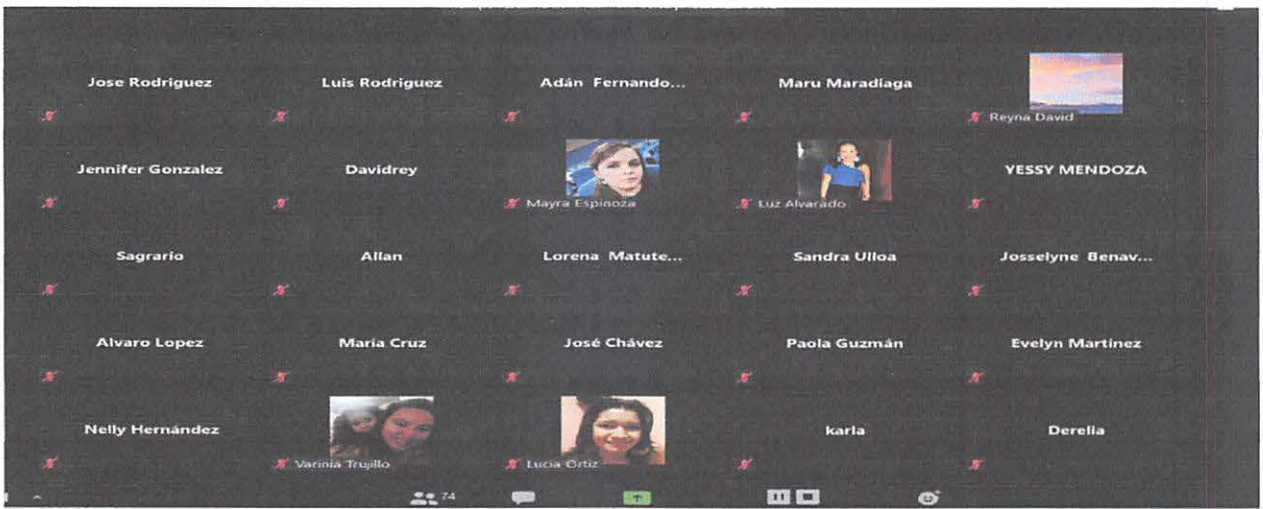 Jose Rodriguez
Luis Rodriguez
Adán Fernando...
Maru Maradiaga
Reyna David
Jennifer Gonzalez
Davidrey
Mayra Espinoza
Luz Alvarado
YESSY MENDOZA
Sagrario
Allan
Lorena Matute...
Sandra Ulloa
Josselyne Benav...
Alvaro Lopez
María Cruz
José Chávez
Paola Guzmán
Evelyn Martínez
Nelly Hernández
Varinia Trujillo
Lucia Ortiz
karla
Derelia
74